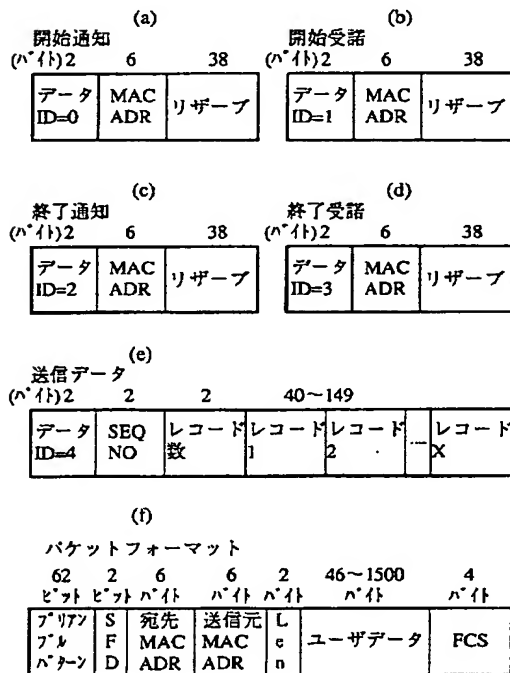 (a)
開始通知
(バイト)2 6 38
データ ID=0 MAC ADR リザーブ
(b)
開始受諾
(バイト)2 6 38
データ ID=1 MAC ADR リザーブ
(c)
終了通知
(バイト)2 6 38
データ ID=2 MAC ADR リザーブ
(d)
終了受諾
(バイト)2 6 38
データ ID=3 MAC ADR リザーブ
(e)
送信データ
(バイト)2 2 2 40~149
データ ID=4 SEQ NO レコード数 レコード1 レコード2 ... レコードX
(f)
パケットフォーマット
62 2 6 6 2 46~1500 4
ビット ビット バイト バイト バイト バイト バイト
プリアンブルパターン SFD 宛先MAC ADR 送信元MAC ADR Len ユーザデータ FCS